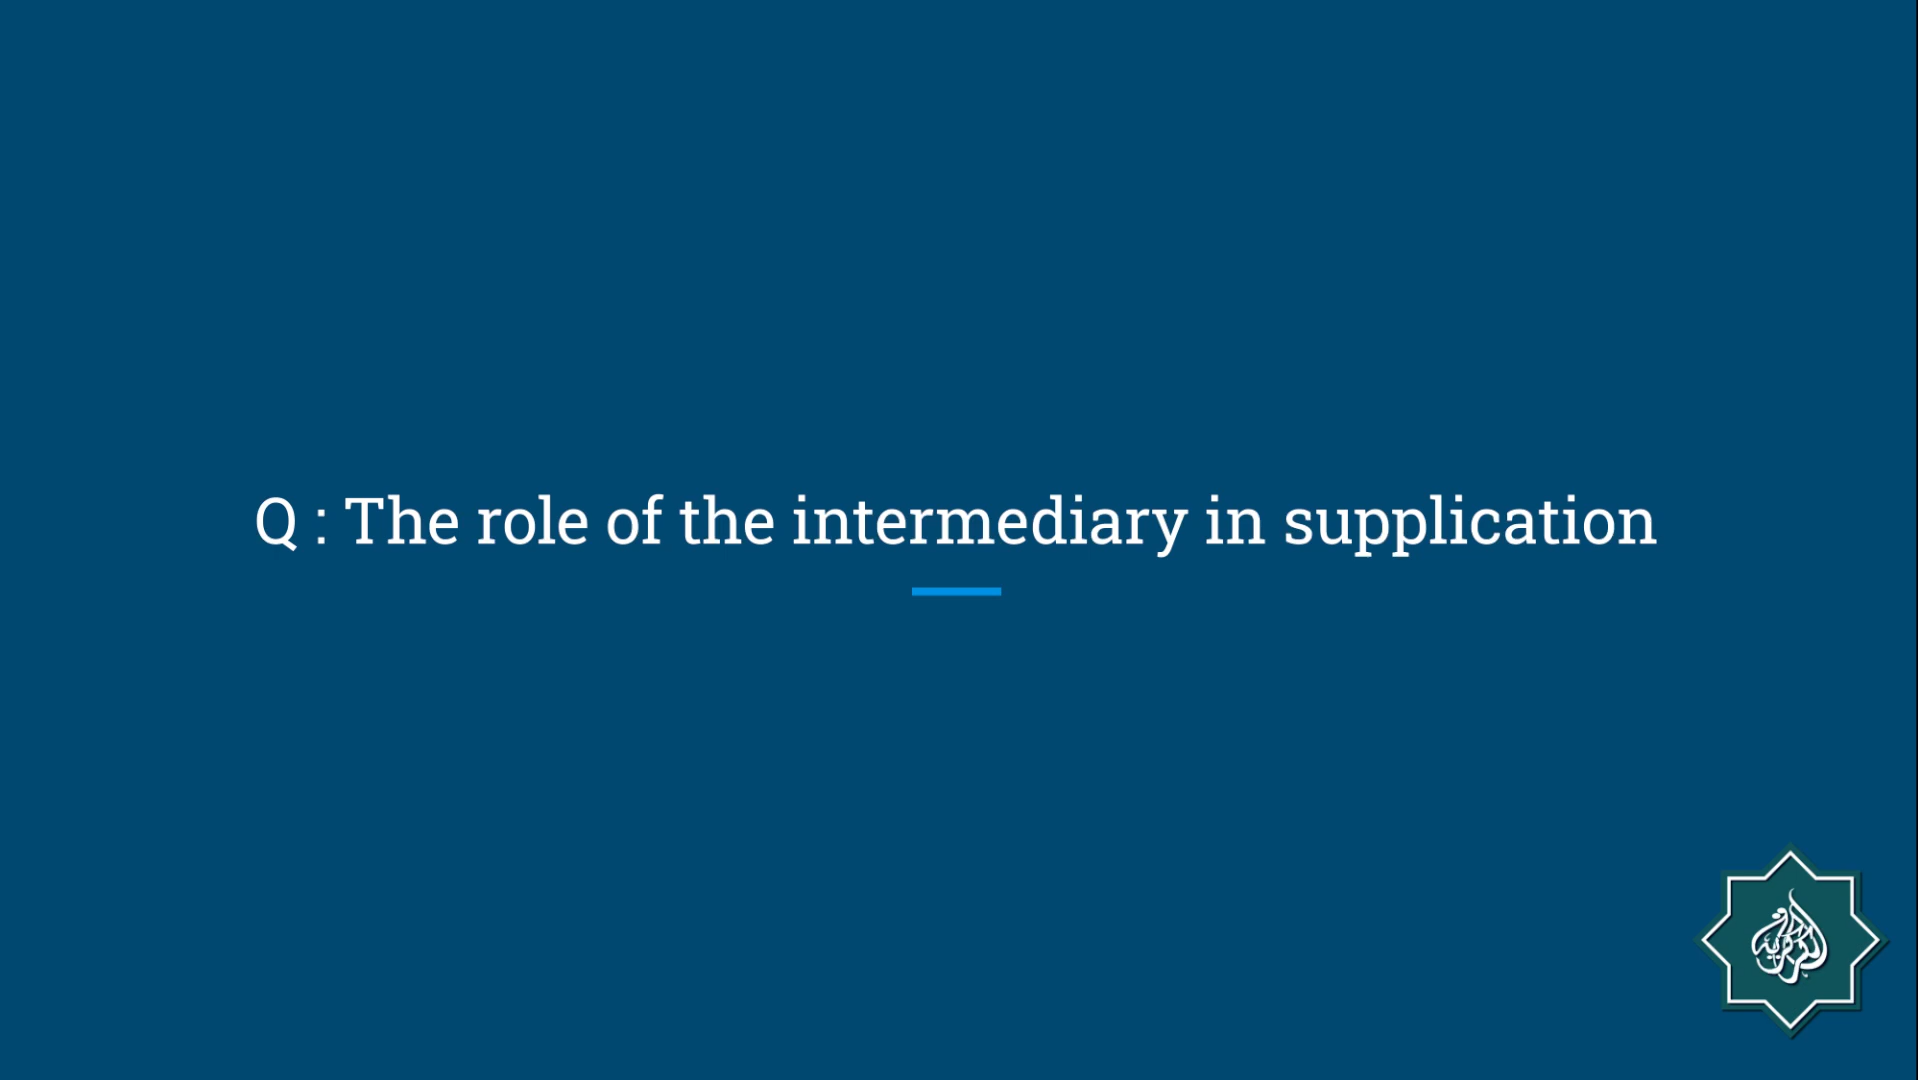 Q : The role of the intermediary in supplication